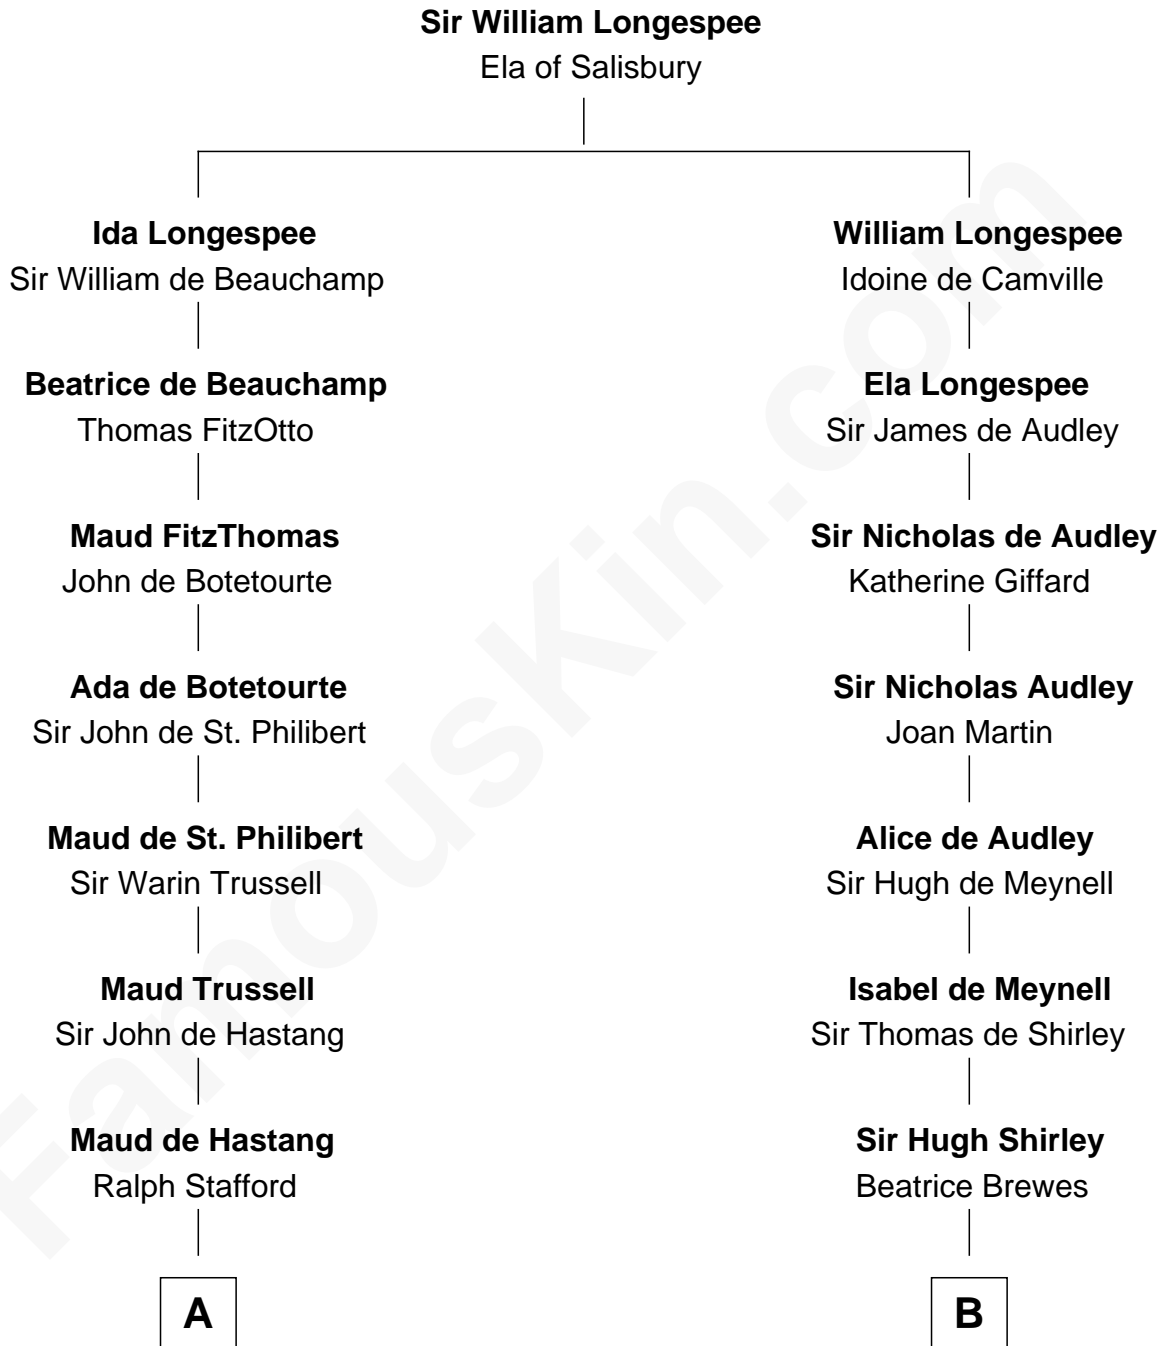 Sir William Longespee
Ela of Salisbury
Ida Longespee
Sir William de Beauchamp
Beatrice de Beauchamp
Thomas FitzOtto
Maud FitzThomas
John de Botetourte
Ada de Botetourte
Sir John de St. Philibert
Maud de St. Philibert
Sir Warin Trussell
Maud Trussell
Sir John de Hastang
Maud de Hastang
Ralph Stafford
A
William Longespee
Idoine de Camville
Ela Longespee
Sir James de Audley
Sir Nicholas de Audley
Katherine Giffard
Sir Nicholas Audley
Joan Martin
Alice de Audley
Sir Hugh de Meynell
Isabel de Meynell
Sir Thomas de Shirley
Sir Hugh Shirley
Beatrice Brewes
B
FamousKin.com